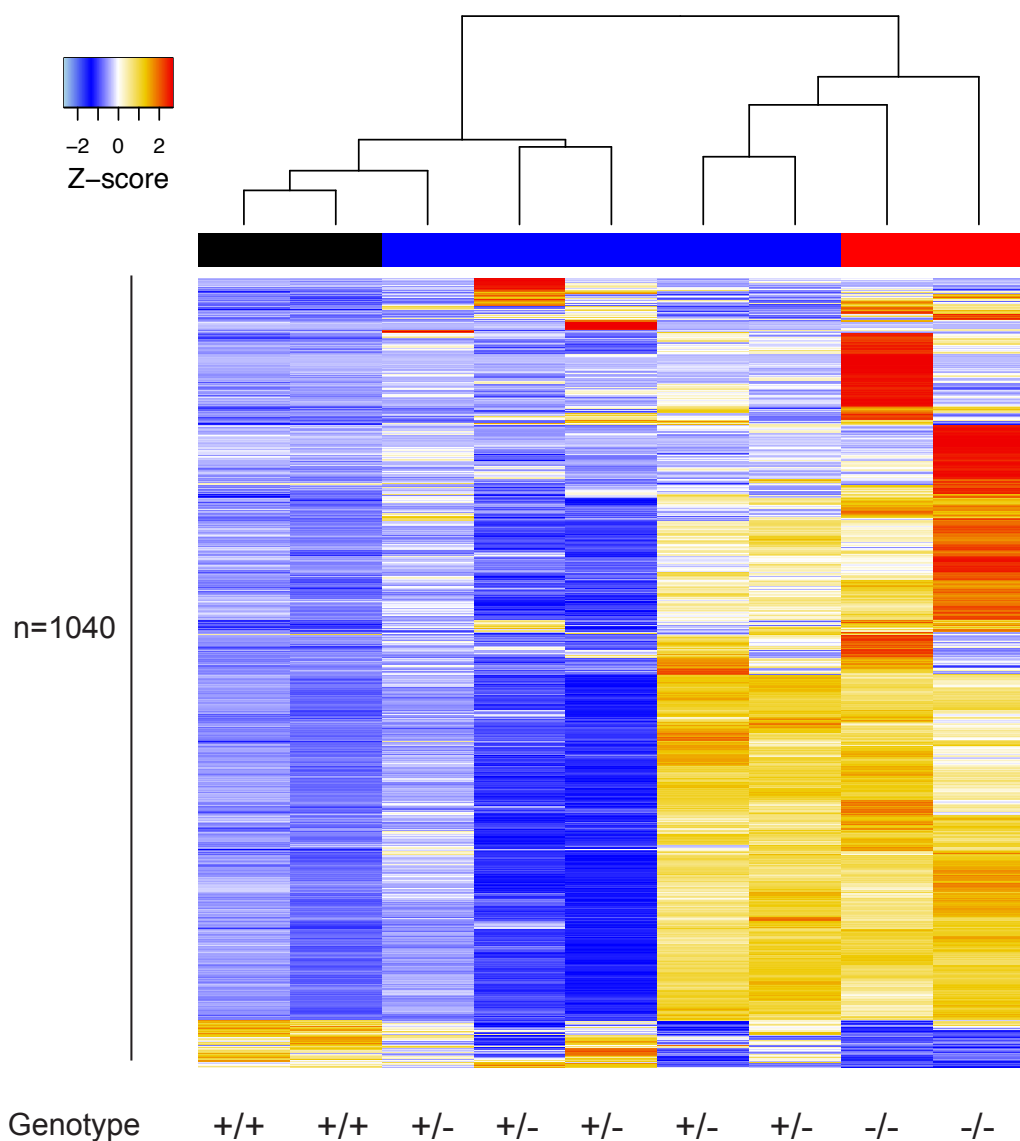 −2 0 2
Z−score
n=1040
Genotype +/+ +/+ +/- +/- +/- +/- +/- -/- -/-